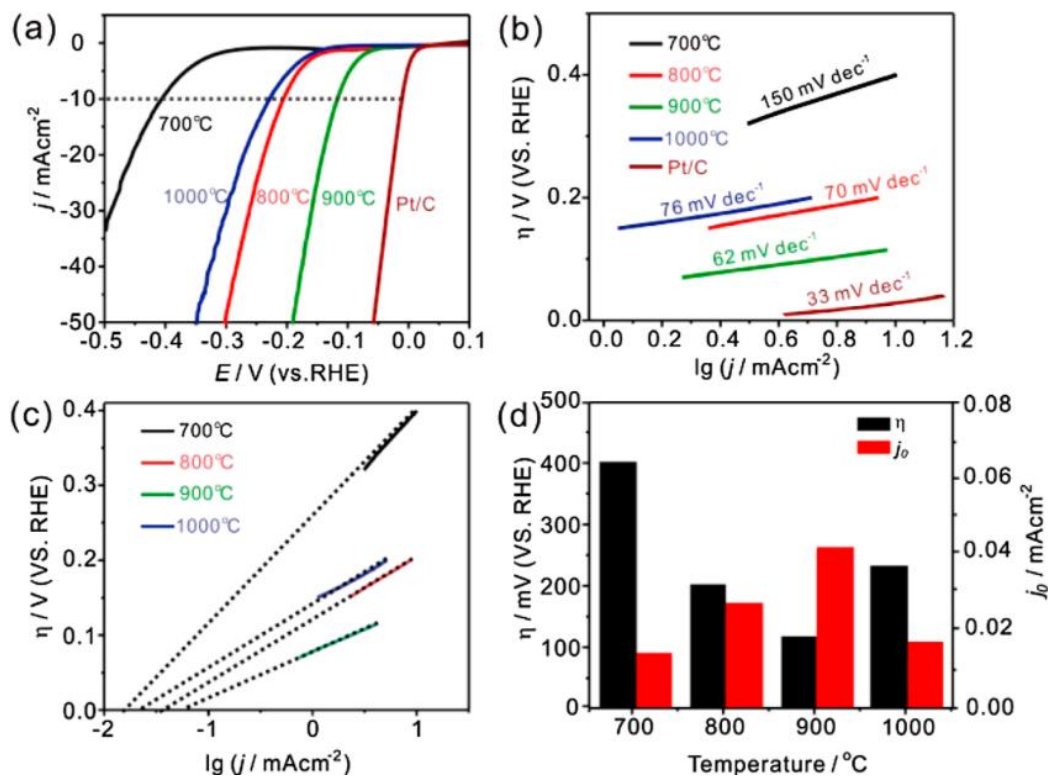 (a)
0
-10
-20
-30
-40
-50
j / mAcm⁻²
700°C
1000°C
800°C
900°C
Pt/C
-0.5
-0.4
-0.3
-0.2
-0.1
0.0
0.1
E / V (vs.RHE)
(b)
0.4
0.2
0.0
η / V (VS. RHE)
700°C
800°C
900°C
1000°C
Pt/C
150 mV dec⁻¹
76 mV dec⁻¹
70 mV dec⁻¹
62 mV dec⁻¹
33 mV dec⁻¹
0.0
0.4
0.8
1.2
lg (j / mAcm⁻²)
(c)
0.4
0.3
0.2
0.1
0.0
η / V (VS. RHE)
700°C
800°C
900°C
1000°C
-2
-1
0
1
lg (j / mAcm⁻²)
(d)
500
400
300
200
100
0
η / mV (VS. RHE)
η
j₀
0.08
0.06
0.04
0.02
0.00
j₀ / mAcm⁻²
700
800
900
1000
Temperature / °C